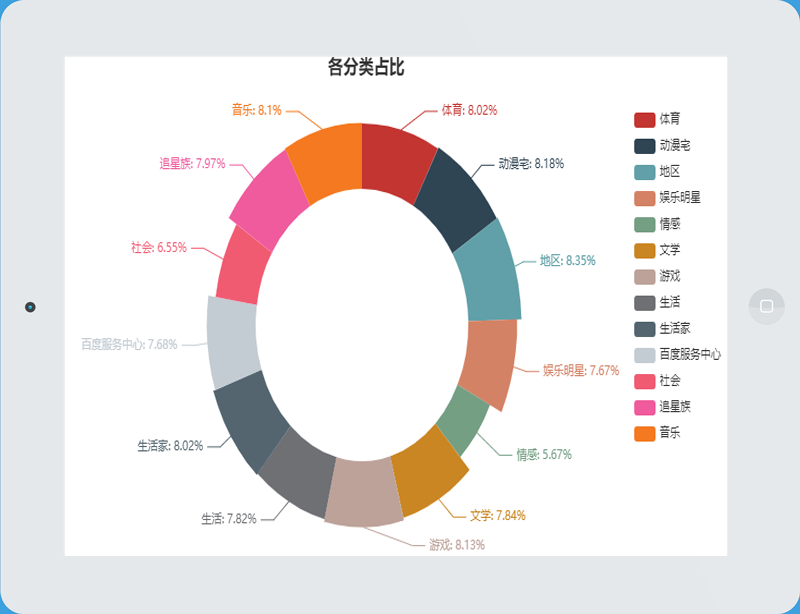 各分类占比
音乐: 8.1%
体育: 8.02%
追星族: 7.97%
动漫宅: 8.18%
社会: 6.55%
地区: 8.35%
百度服务中心: 7.68%
娱乐明星: 7.67%
生活家: 8.02%
情感: 5.67%
生活: 7.82%
文学: 7.84%
游戏: 8.13%
体育
动漫宅
地区
娱乐明星
情感
文学
游戏
生活
生活家
百度服务中心
社会
追星族
音乐